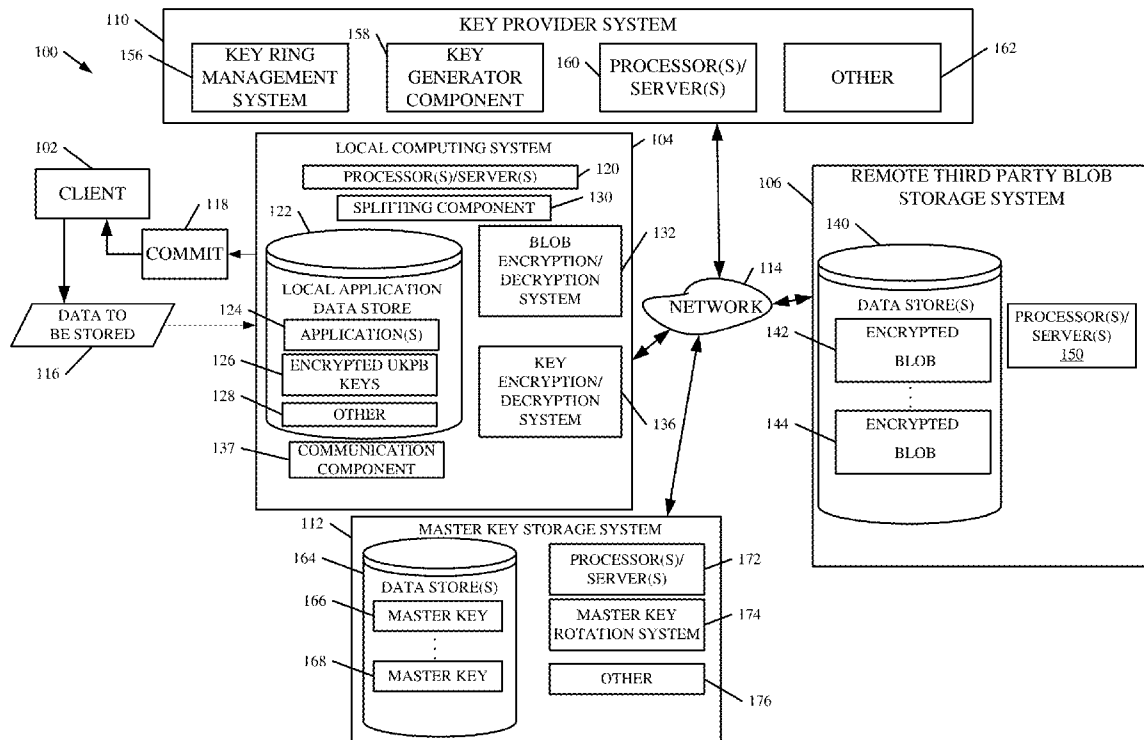 110
KEY PROVIDER SYSTEM
100
156
KEY RING
MANAGEMENT
SYSTEM
158
KEY
GENERATOR
COMPONENT
160
PROCESSOR(S)/
SERVER(S)
OTHER
162
102
CLIENT
118
COMMIT
DATA TO
BE STORED
116
LOCAL COMPUTING SYSTEM
104
PROCESSOR(S)/SERVER(S)
120
SPLITTING COMPONENT
130
122
LOCAL APPLICATION
DATA STORE
124
APPLICATION(S)
126
ENCRYPTED UKPB
KEYS
128
OTHER
137
COMMUNICATION
COMPONENT
BLOB
ENCRYPTION/
DECRYPTION
SYSTEM
132
KEY
ENCRYPTION/
DECRYPTION
SYSTEM
136
114
NETWORK
106
REMOTE THIRD PARTY BLOB
STORAGE SYSTEM
140
DATA STORE(S)
142
ENCRYPTED
BLOB
144
ENCRYPTED
BLOB
PROCESSOR(S)/
SERVER(S)
150
112
MASTER KEY STORAGE SYSTEM
164
DATA STORE(S)
166
MASTER KEY
168
MASTER KEY
PROCESSOR(S)/
SERVER(S)
172
MASTER KEY
ROTATION SYSTEM
174
OTHER
176